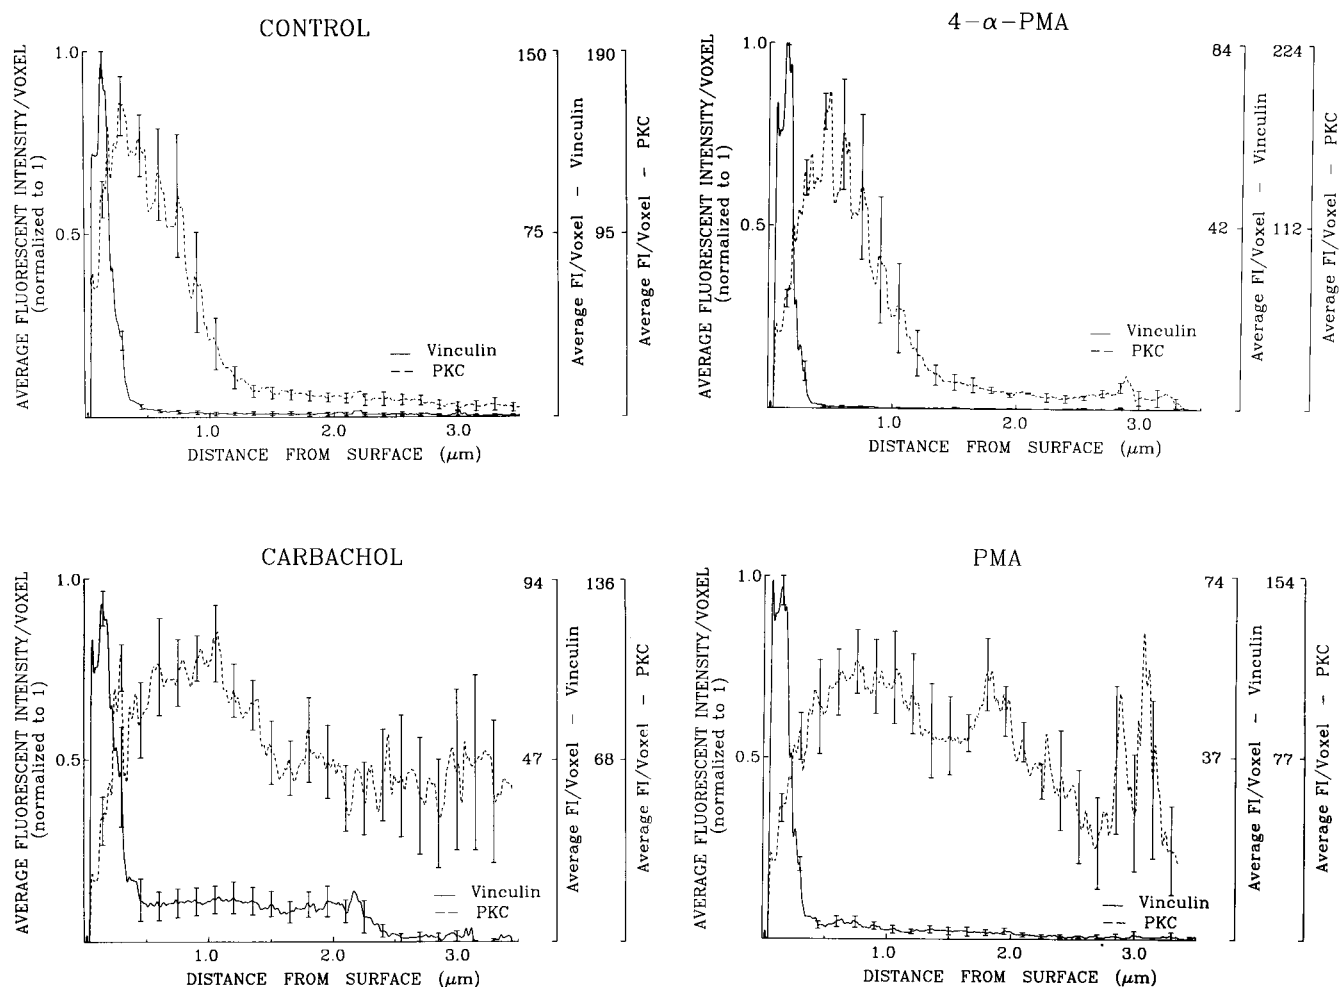 CONTROL
AVERAGE FLUORESCENT INTENSITY/VOXEL
(normalized to 1)
1.0
0.5
1.0
2.0
3.0
DISTANCE FROM SURFACE (μm)
Vinculin
PKC
150
75
Average FI/Voxel – Vinculin
190
95
Average FI/Voxel – PKC
4-α-PMA
AVERAGE FLUORESCENT INTENSITY/VOXEL
(normalized to 1)
1.0
0.5
1.0
2.0
3.0
DISTANCE FROM SURFACE (μm)
Vinculin
PKC
84
42
Average FI/Voxel – Vinculin
224
112
Average FI/Voxel – PKC
CARBACHOL
AVERAGE FLUORESCENT INTENSITY/VOXEL
(normalized to 1)
1.0
0.5
1.0
2.0
3.0
DISTANCE FROM SURFACE (μm)
Vinculin
PKC
94
47
Average FI/Voxel – Vinculin
136
68
Average FI/Voxel – PKC
PMA
AVERAGE FLUORESCENT INTENSITY/VOXEL
(normalized to 1)
1.0
0.5
1.0
2.0
3.0
DISTANCE FROM SURFACE (μm)
Vinculin
PKC
74
37
Average FI/Voxel – Vinculin
154
77
Average FI/Voxel – PKC